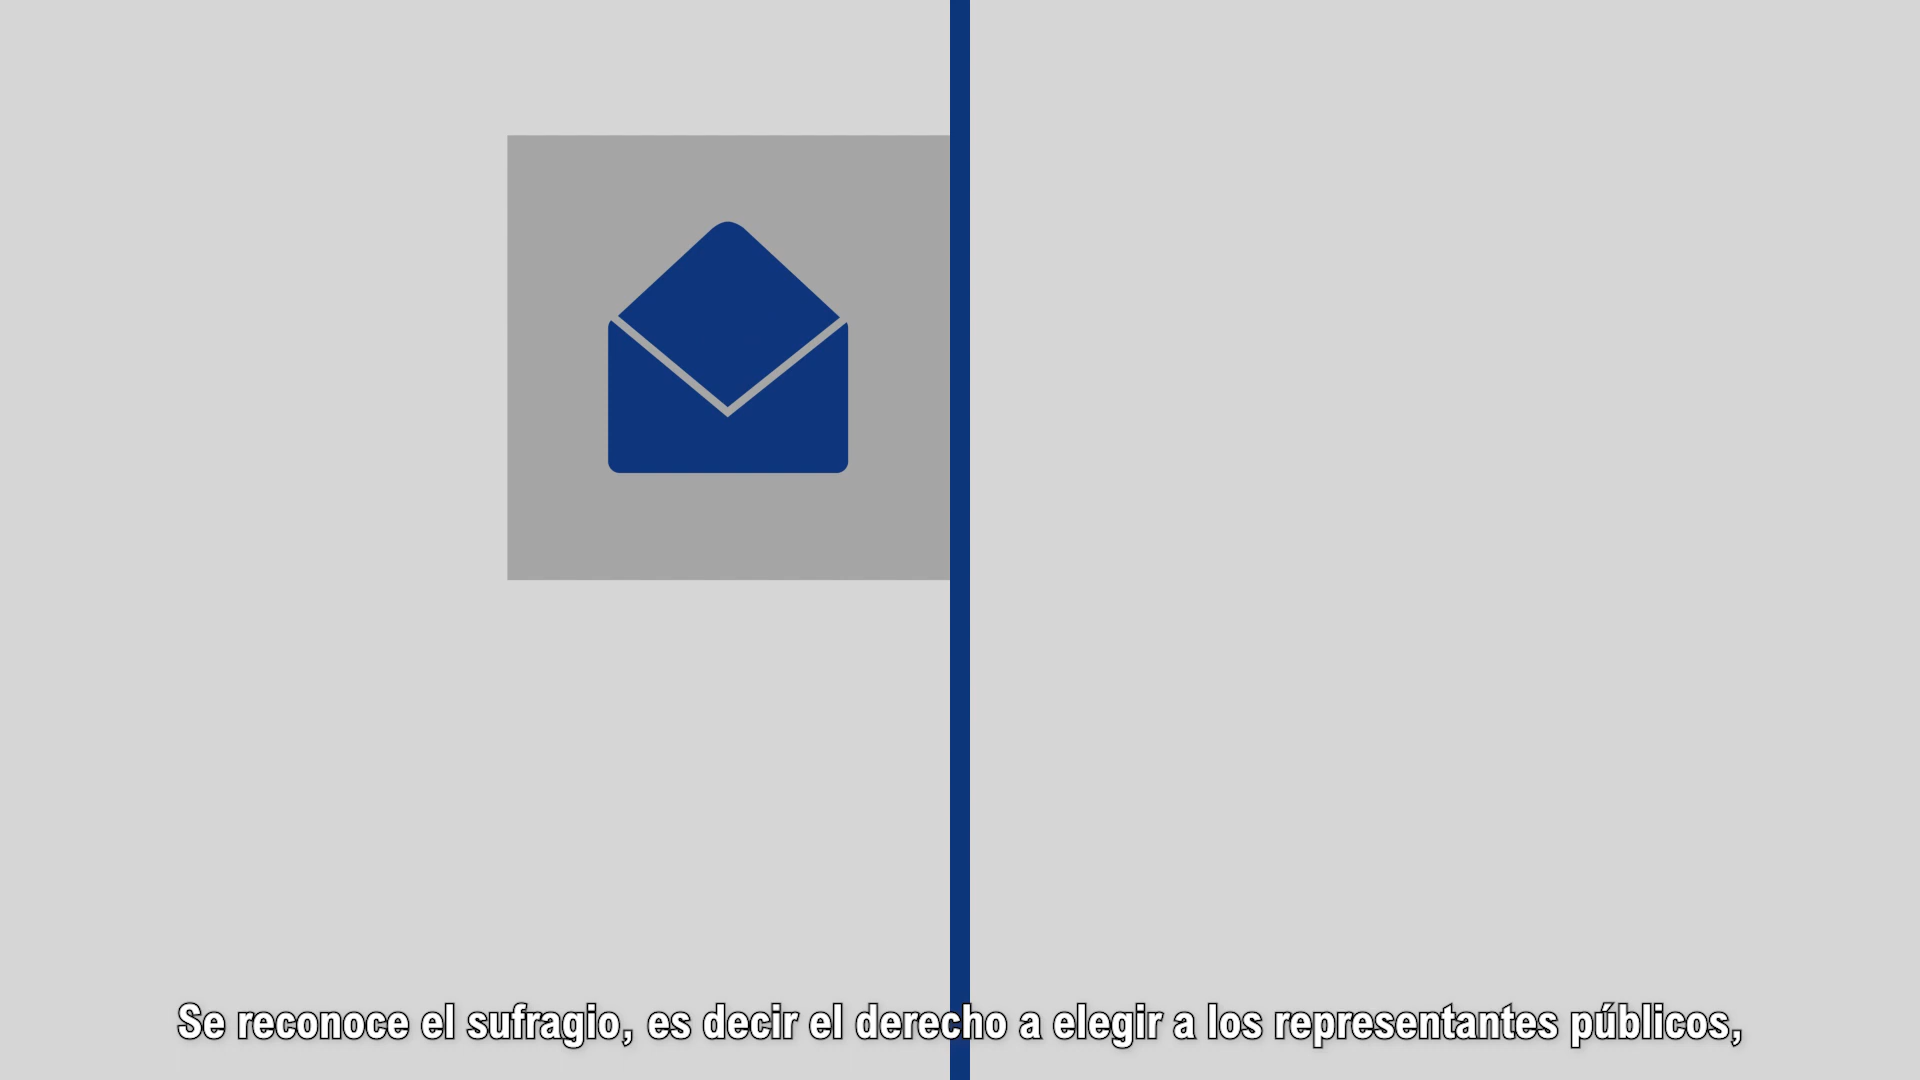 Se reconoce el sufragio, es decir el derecho a elegir a los representantes públicos,